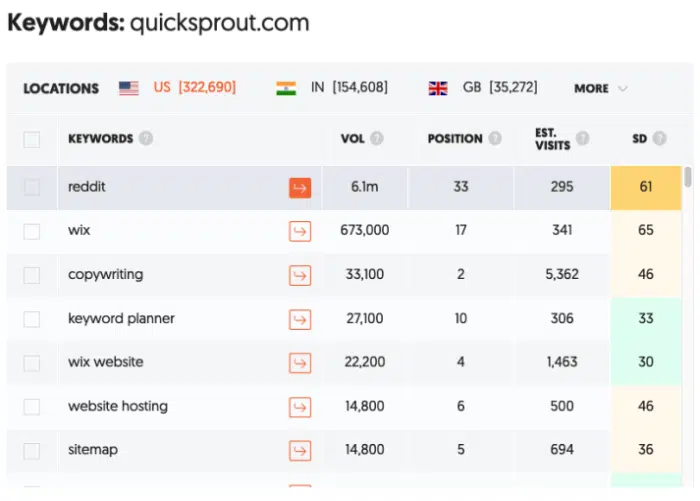 Keywords: quicksprout.com
LOCATIONS US [322,690] IN [154,608] GB [35,272] MORE
KEYWORDS ? VOL ? POSITION ? EST. VISITS ? SD ?
reddit 6.1m 33 295 61
wix 673,000 17 341 65
copywriting 33,100 2 5,362 46
keyword planner 27,100 10 306 33
wix website 22,200 4 1,463 30
website hosting 14,800 6 500 46
sitemap 14,800 5 694 36